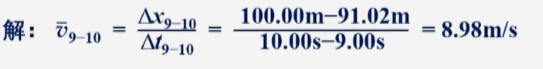 解： v̄₉₋₁₀ = Δx₉₋₁₀ / Δt₉₋₁₀ = (100.00m−91.02m) / (10.00s−9.00s) = 8.98m/s